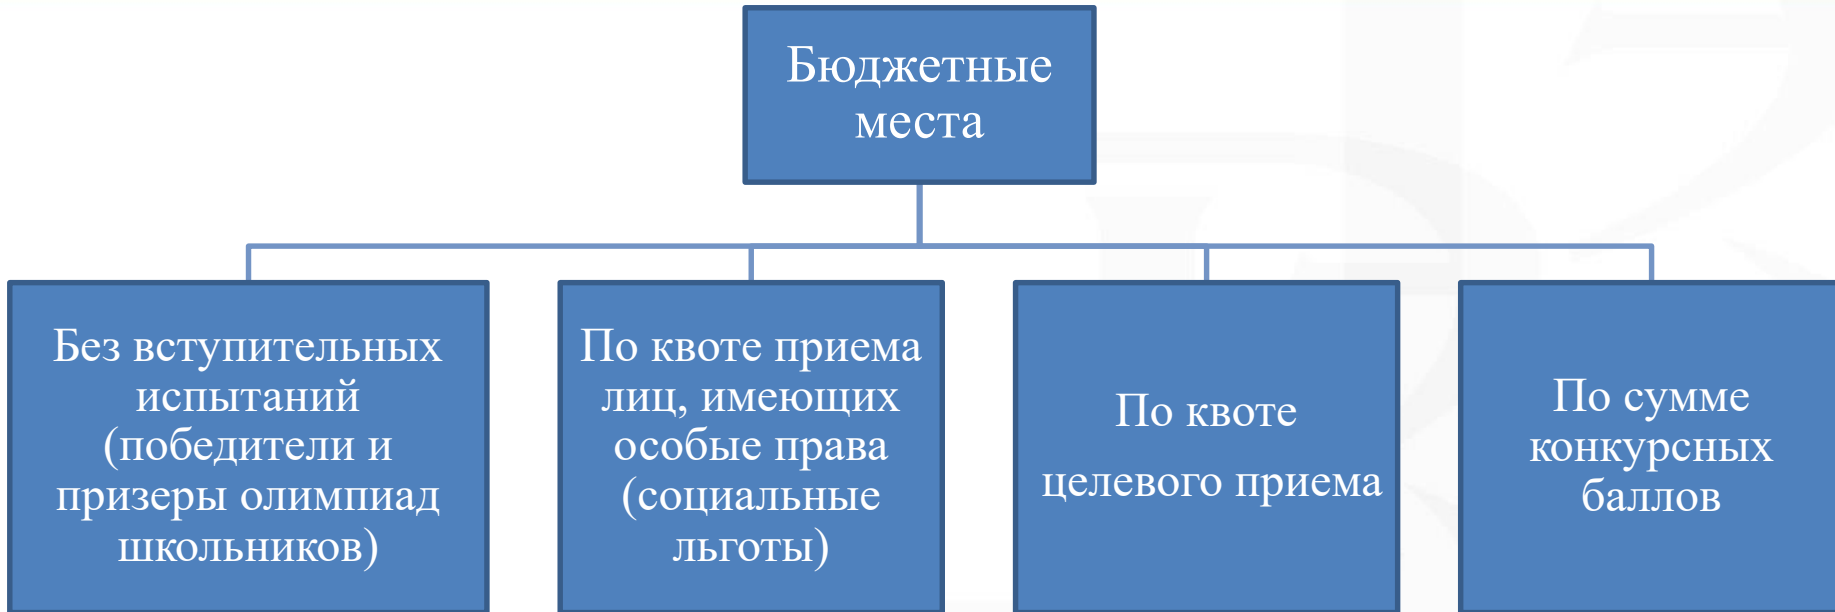 Бюджетные
места
Без вступительных
испытаний
(победители и
призеры олимпиад
школьников)
По квоте приема
лиц, имеющих
особые права
(социальные
льготы)
По квоте
целевого приема
По сумме
конкурсных
баллов